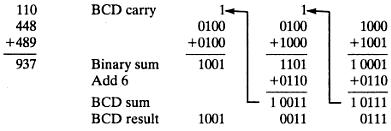 110 BCD carry 1 1
448 0100 0100 1000
+489 +0100 +1000 +1001
937 Binary sum 1001 1101 1 0001
Add 6 +0110 +0110
BCD sum 1 0011 1 0111
BCD result 1001 0011 0111